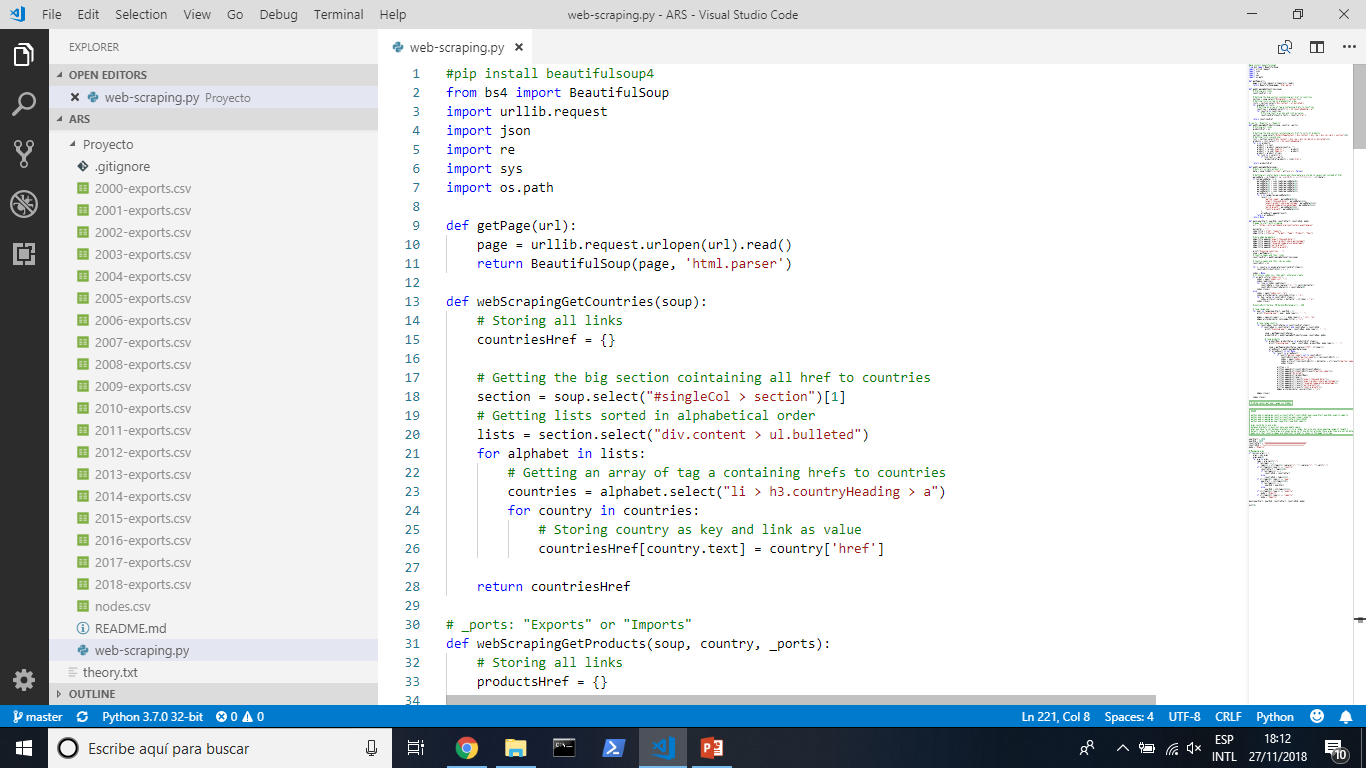 File Edit Selection View Go Debug Terminal Help
web-scraping.py - ARS - Visual Studio Code
EXPLORER
OPEN EDITORS
web-scraping.py Proyecto
ARS
Proyecto
.gitignore
2000-exports.csv
2001-exports.csv
2002-exports.csv
2003-exports.csv
2004-exports.csv
2005-exports.csv
2006-exports.csv
2007-exports.csv
2008-exports.csv
2009-exports.csv
2010-exports.csv
2011-exports.csv
2012-exports.csv
2013-exports.csv
2014-exports.csv
2015-exports.csv
2016-exports.csv
2017-exports.csv
2018-exports.csv
nodes.csv
README.md
web-scraping.py
theory.txt
OUTLINE
web-scraping.py
1 #pip install beautifulsoup4
2 from bs4 import BeautifulSoup
3 import urllib.request
4 import json
5 import re
6 import sys
7 import os.path
8
9 def getPage(url):
10     page = urllib.request.urlopen(url).read()
11     return BeautifulSoup(page, 'html.parser')
12
13 def webScrapingGetCountries(soup):
14     # Storing all links
15     countriesHref = {}
16
17     # Getting the big section cointaining all href to countries
18     section = soup.select("#singleCol > section")[1]
19     # Getting lists sorted in alphabetical order
20     lists = section.select("div.content > ul.bulleted")
21     for alphabet in lists:
22         # Getting an array of tag a containing hrefs to countries
23         countries = alphabet.select("li > h3.countryHeading > a")
24         for country in countries:
25             # Storing country as key and link as value
26             countriesHref[country.text] = country['href']
27
28     return countriesHref
29
30 # _ports: "Exports" or "Imports"
31 def webScrapingGetProducts(soup, country, _ports):
32     # Storing all links
33     productsHref = {}
34
master Python 3.7.0 32-bit 0 0 Ln 221, Col 8 Spaces: 4 UTF-8 CRLF Python
Escribe aquí para buscar
ESP
INTL
18:12
27/11/2018
10